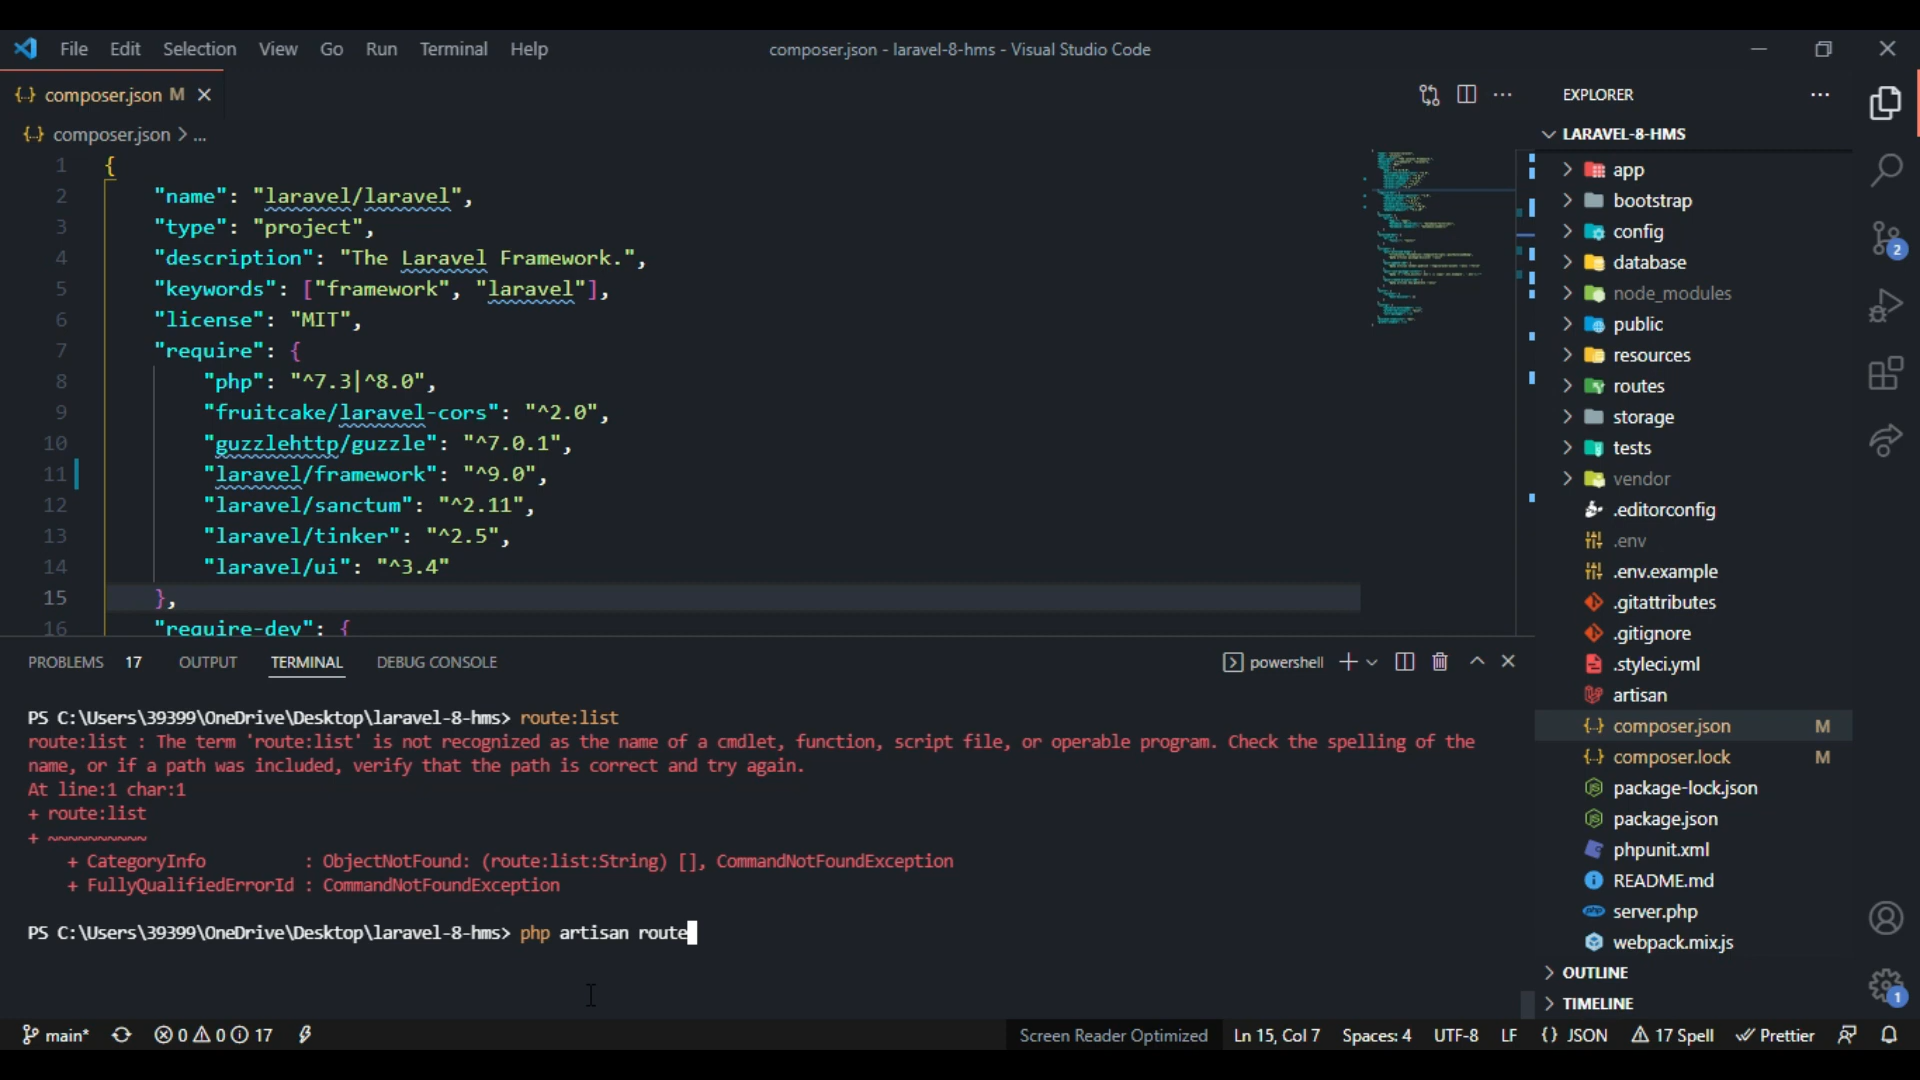 File Edit Selection View Go Run Terminal Help
composer.json - laravel-8-hms - Visual Studio Code
{..} composer.json M
{..} composer.json > ...
1 {
2 "name": "laravel/laravel",
3 "type": "project",
4 "description": "The Laravel Framework.",
5 "keywords": ["framework", "laravel"],
6 "license": "MIT",
7 "require": {
8 "php": "^7.3|^8.0",
9 "fruitcake/laravel-cors": "^2.0",
10 "guzzlehttp/guzzle": "^7.0.1",
11 "laravel/framework": "^9.0",
12 "laravel/sanctum": "^2.11",
13 "laravel/tinker": "^2.5",
14 "laravel/ui": "^3.4"
15 },
16 "require-dev": {
PROBLEMS 17 OUTPUT TERMINAL DEBUG CONSOLE
powershell
PS C:\Users\39399\OneDrive\Desktop\laravel-8-hms> route:list
route:list : The term 'route:list' is not recognized as the name of a cmdlet, function, script file, or operable program. Check the spelling of the
name, or if a path was included, verify that the path is correct and try again.
At line:1 char:1
+ route:list
+ ~~~~~~~~~~
+ CategoryInfo : ObjectNotFound: (route:list:String) [], CommandNotFoundException
+ FullyQualifiedErrorId : CommandNotFoundException
PS C:\Users\39399\OneDrive\Desktop\laravel-8-hms> php artisan route
EXPLORER
LARAVEL-8-HMS
app
bootstrap
config
database
node_modules
public
resources
routes
storage
tests
vendor
.editorconfig
.env
.env.example
.gitattributes
.gitignore
.styleci.yml
artisan
{..} composer.json M
{..} composer.lock M
package-lock.json
package.json
phpunit.xml
README.md
server.php
webpack.mix.js
OUTLINE
TIMELINE
2
1
main* 0 0 17
Screen Reader Optimized Ln 15, Col 7 Spaces: 4 UTF-8 LF {} JSON 17 Spell Prettier